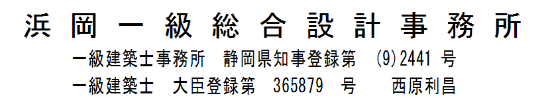 浜岡一級総合設計事務所
一級建築士事務所　静岡県知事登録第　(9)2441 号
一級建築士　大臣登録第　365879　号　　西原利昌